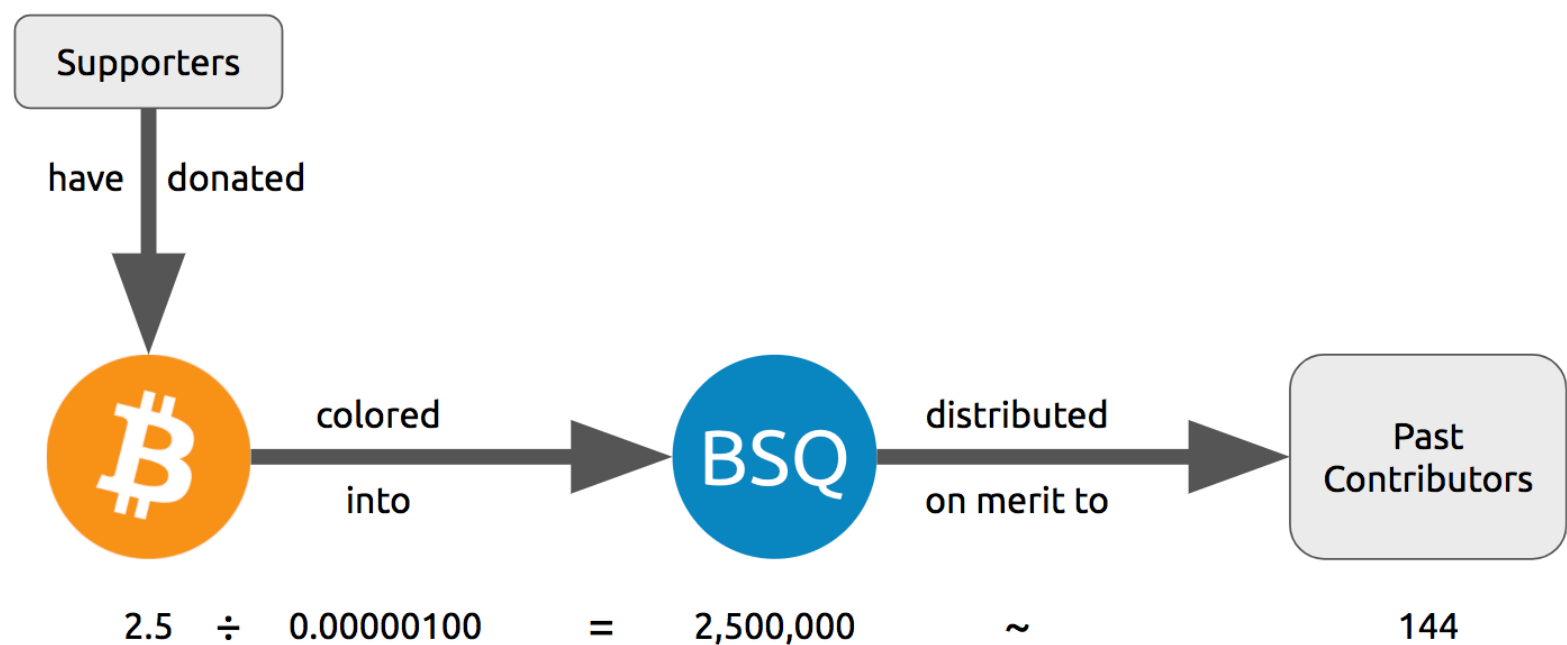 Supporters
have donated
colored
into
BSQ
distributed
on merit to
Past
Contributors
2.5 ÷ 0.00000100 = 2,500,000 ~ 144